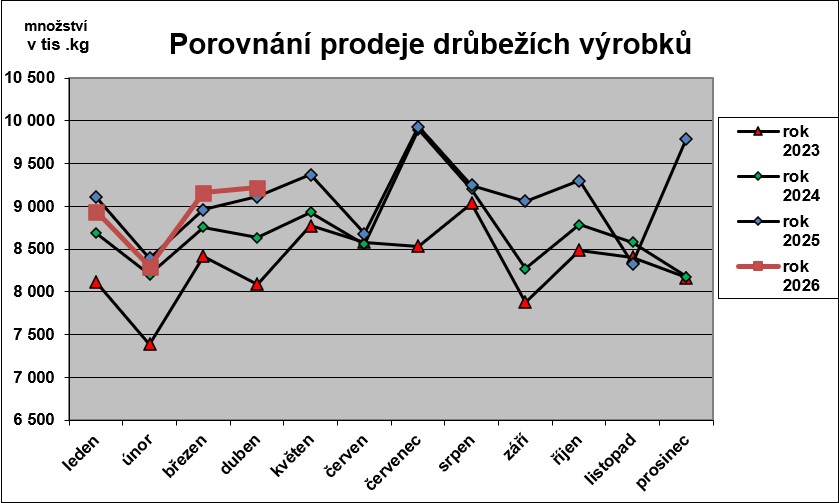 množství
v tis .kg
Porovnání prodeje drůbežích výrobků
10 500
10 000
9 500
9 000
8 500
8 000
7 500
7 000
6 500
leden
únor
březen
duben
květen
červen
červenec
srpen
září
říjen
listopad
prosinec
rok
2023
rok
2024
rok
2025
rok
2026